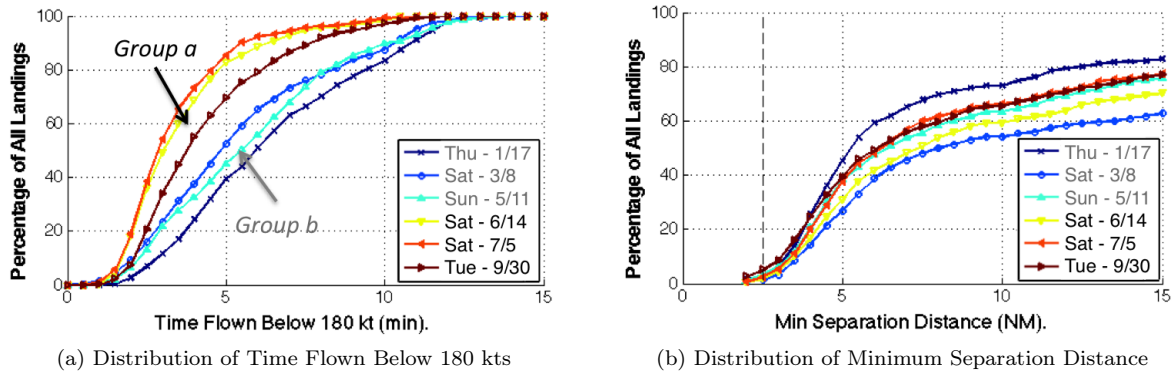 Percentage of All Landings
100
80
60
40
20
0
Group a
Group b
Thu - 1/17
Sat - 3/8
Sun - 5/11
Sat - 6/14
Sat - 7/5
Tue - 9/30
0
5
10
15
Time Flown Below 180 kt (min).
(a) Distribution of Time Flown Below 180 kts
Percentage of All Landings
100
80
60
40
20
0
Thu - 1/17
Sat - 3/8
Sun - 5/11
Sat - 6/14
Sat - 7/5
Tue - 9/30
0
5
10
15
Min Separation Distance (NM).
(b) Distribution of Minimum Separation Distance